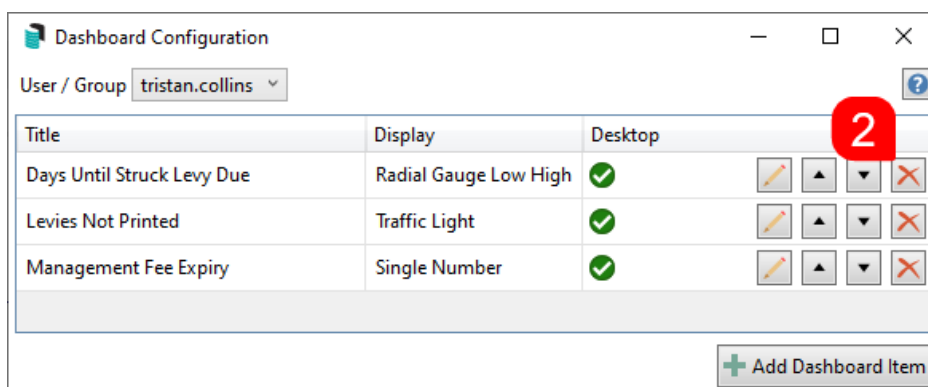 Dashboard Configuration
User / Group tristan.collins
?
Title Display Desktop
2
Days Until Struck Levy Due Radial Gauge Low High
Levies Not Printed Traffic Light
Management Fee Expiry Single Number
Add Dashboard Item